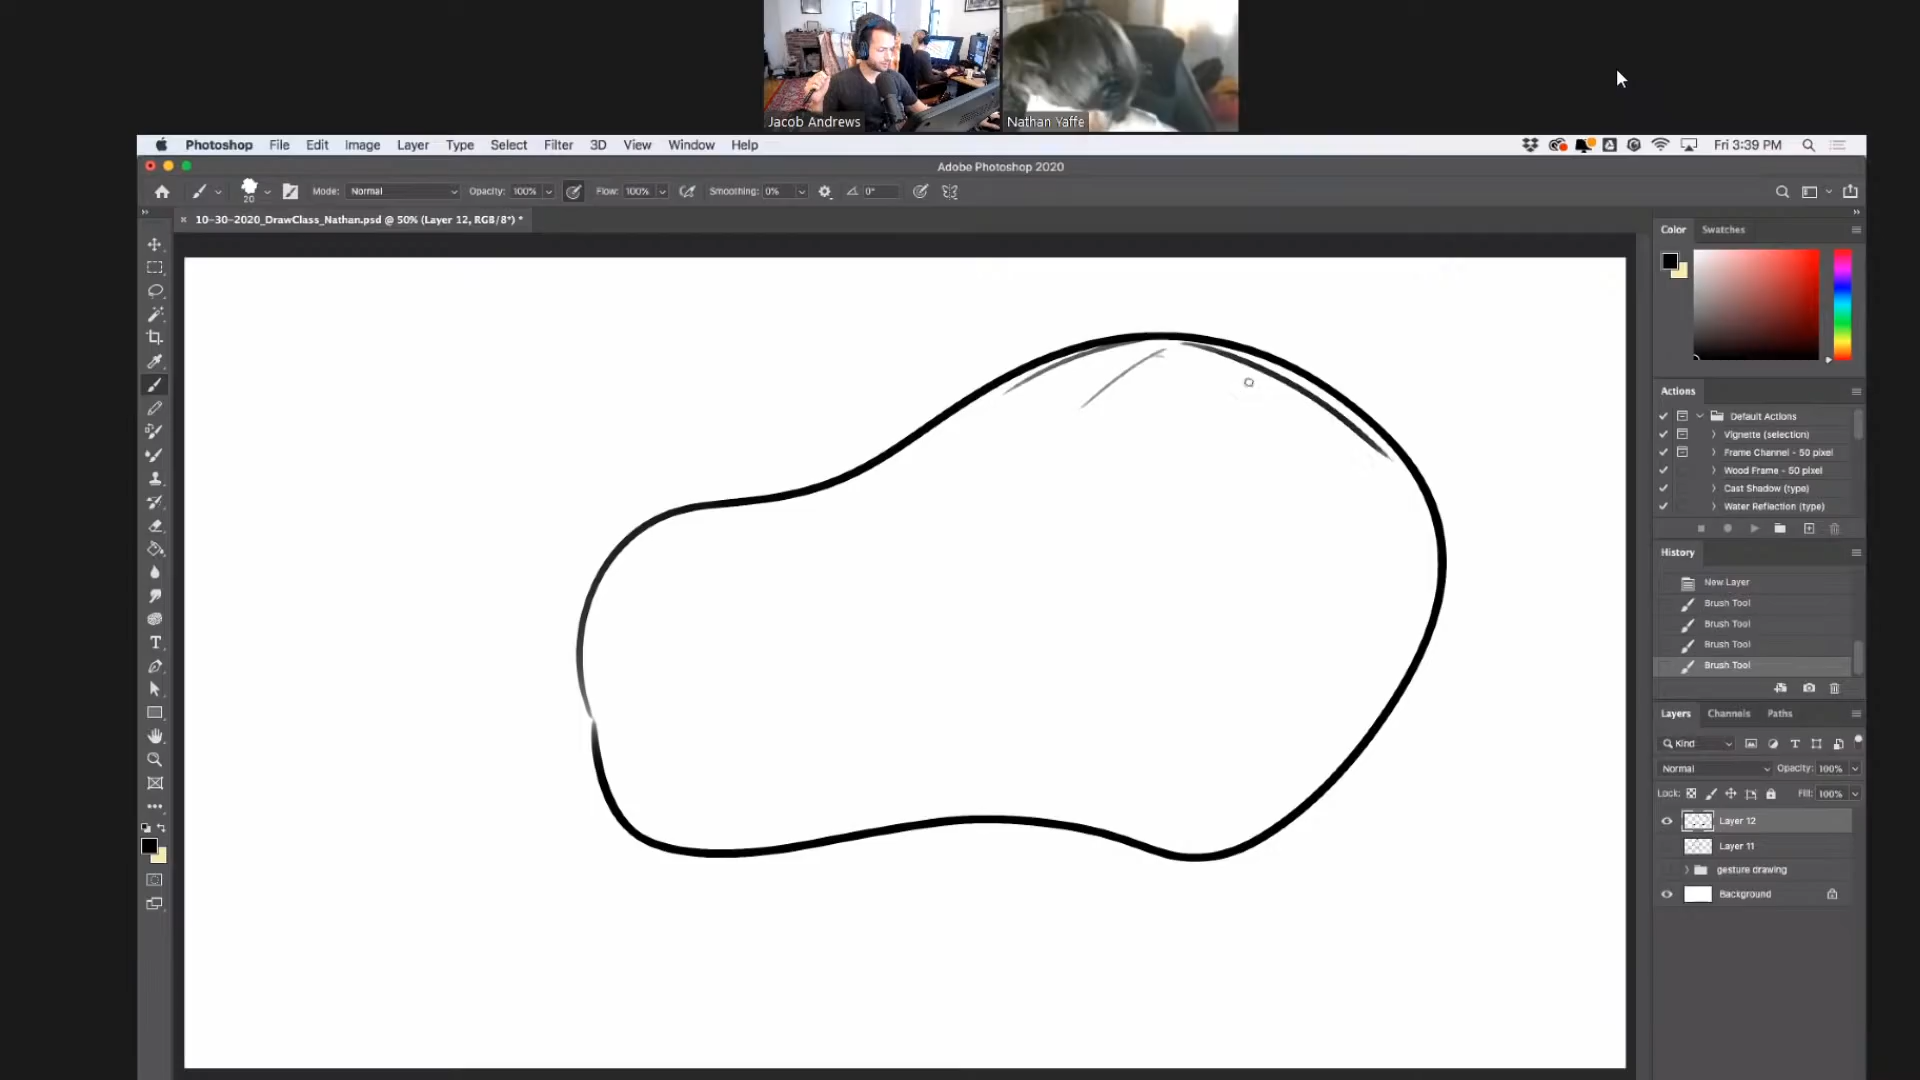 Jacob Andrews
Nathan Yaffe
Photoshop File Edit Image Layer Type Select Filter 3D View Window Help
Fri 3:39 PM
Adobe Photoshop 2020
20
Mode: Normal
Opacity: 100%
Flow: 100%
Smoothing: 0%
0°
× 10-30-2020_DrawClass_Nathan.psd @ 50% (Layer 12, RGB/8*) *
Color Swatches
Actions
Default Actions
Vignette (selection)
Frame Channel - 50 pixel
Wood Frame - 50 pixel
Cast Shadow (type)
Water Reflection (type)
History
New Layer
Brush Tool
Brush Tool
Brush Tool
Brush Tool
Layers Channels Paths
Kind
Normal Opacity: 100%
Lock: Fill: 100%
Layer 12
Layer 11
gesture drawing
Background